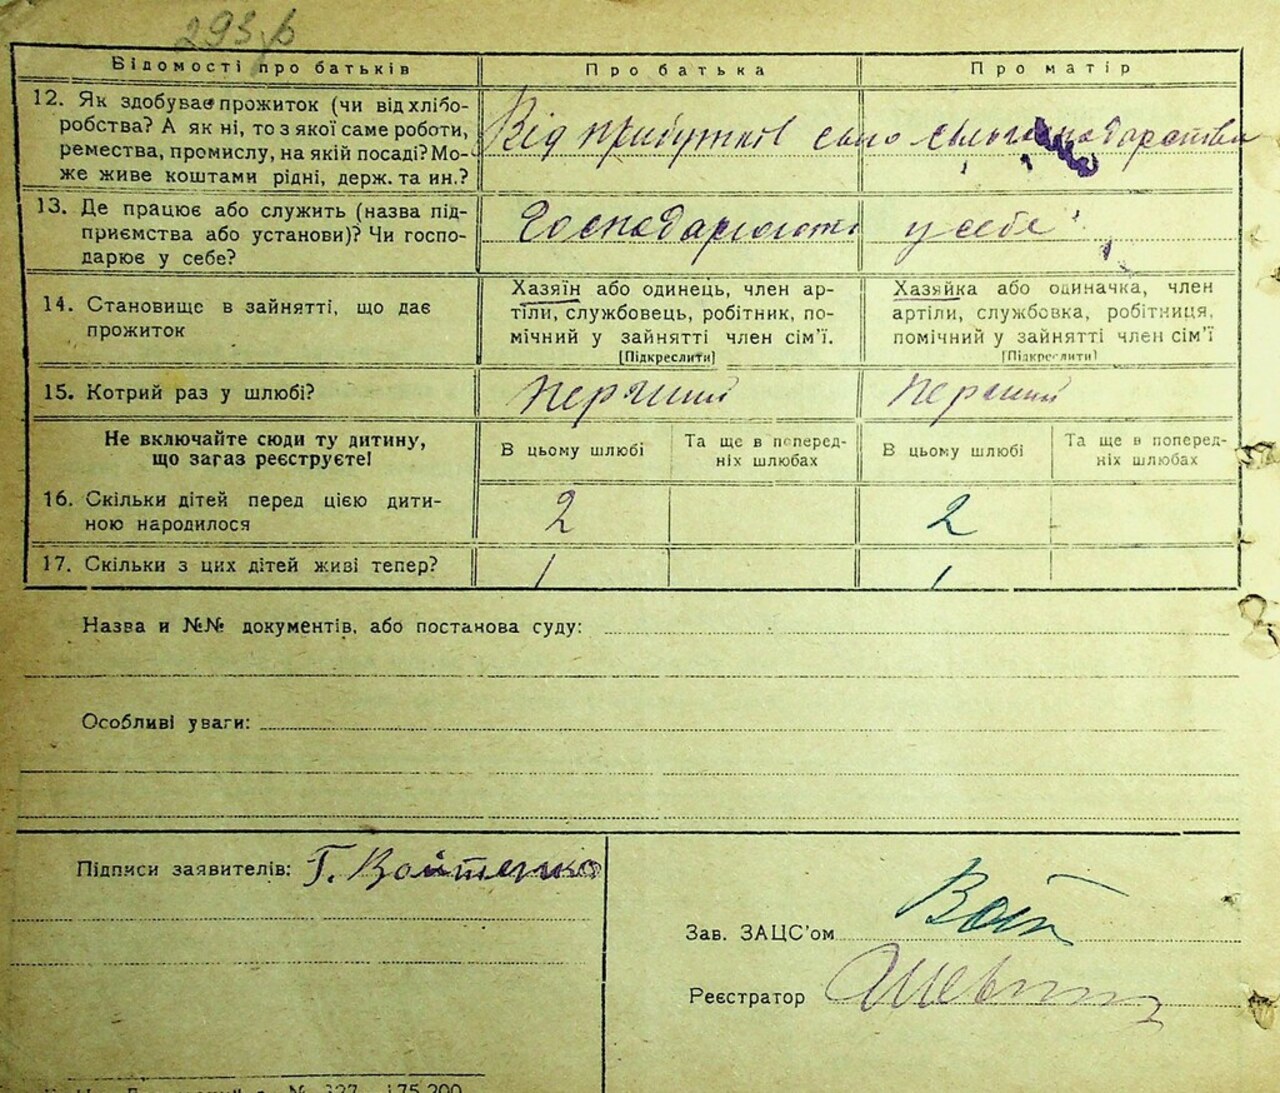 293
Відомості про батьків Про батька Про матір
12. Як здобуває прожиток (чи від хлібо-
робства? А як ні, то з якої саме роботи,
ремества, промислу, на якій посаді? Мо-
же живе коштами рідні, держ. та ин.?
Від прибутків
13. Де працює або служить (назва під-
приємства або установи)? Чи госпо-
дарює у себе?
Господарюють у себе
14. Становище в зайнятті, що дає
прожиток
Хазяїн або одинець, член ар-
тіли, службовець, робітник, по-
мічний у зайнятті член сім'ї.
[Підкреслити]
Хазяйка або одиначка, член
артіли, службовка, робітниця,
помічний у зайнятті член сім'ї
[Підкреслити]
15. Котрий раз у шлюбі? перший перший
Не включайте сюди ту дитину,
що загаз реєструєте!
В цьому шлюбі
Та ще в поперед-
ніх шлюбах
В цьому шлюбі
Та ще в поперед-
ніх шлюбах
16. Скільки дітей перед цією дити-
ною народилося
2 2
17. Скільки з цих дітей живі тепер? 1 1
Назва и №№ документів, або постанова суду:
Особливі уваги:
Підписи заявителів: Г. Войтенко
Зав. ЗАЦС'ом
Реєстратор
№ 175.200